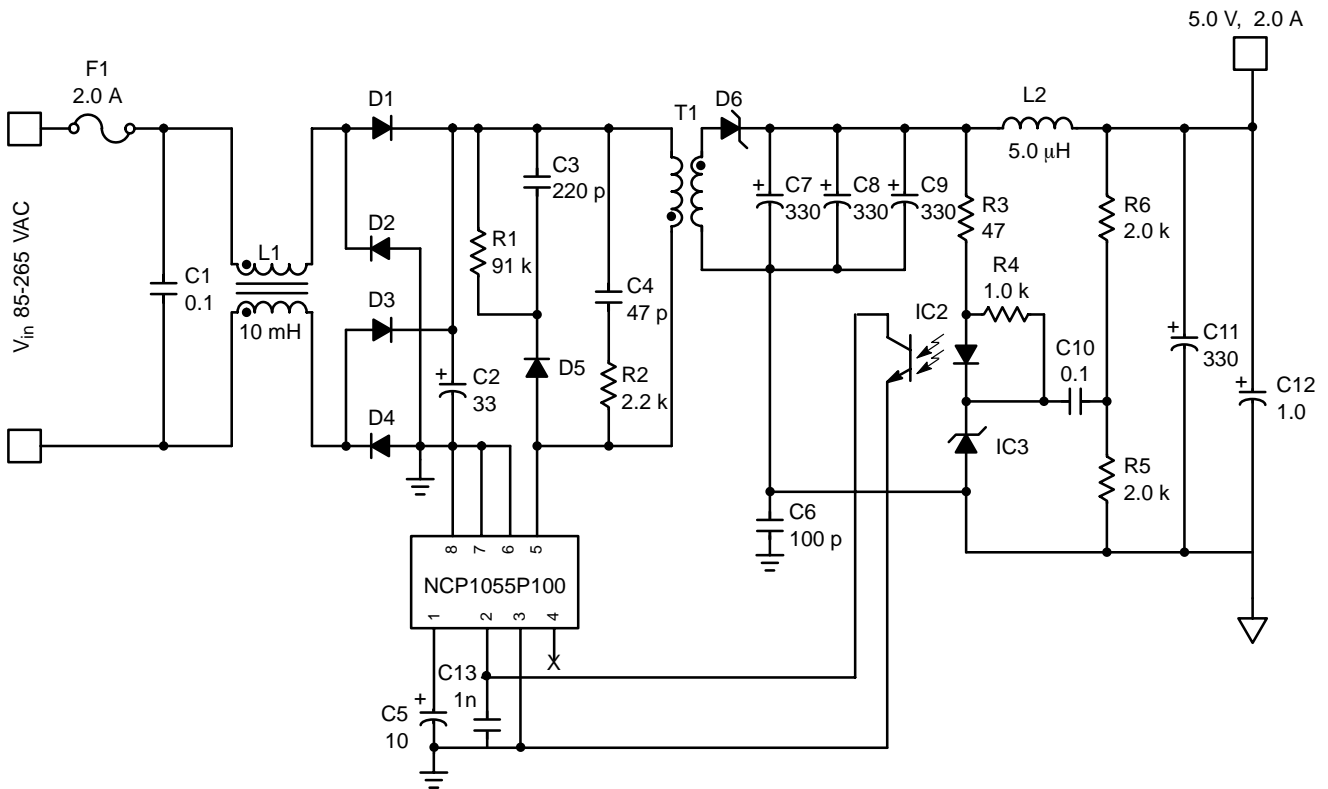 5.0 V, 2.0 A
F1
2.0 A
D1
T1
D6
L2
5.0 μH
C3
220 p
C7
330
C8
330
C9
330
R3
47
R6
2.0 k
Vin 85-265 VAC
D2
R1
91 k
L1
10 mH
C1
0.1
D3
C4
47 p
R4
1.0 k
IC2
C2
33
D5
R2
2.2 k
C10
0.1
C11
330
C12
1.0
D4
IC3
R5
2.0 k
C6
100 p
8
7
6
5
NCP1055P100
1
2
3
4
X
C13
1n
C5
10
+
+
+
+
+
+
+